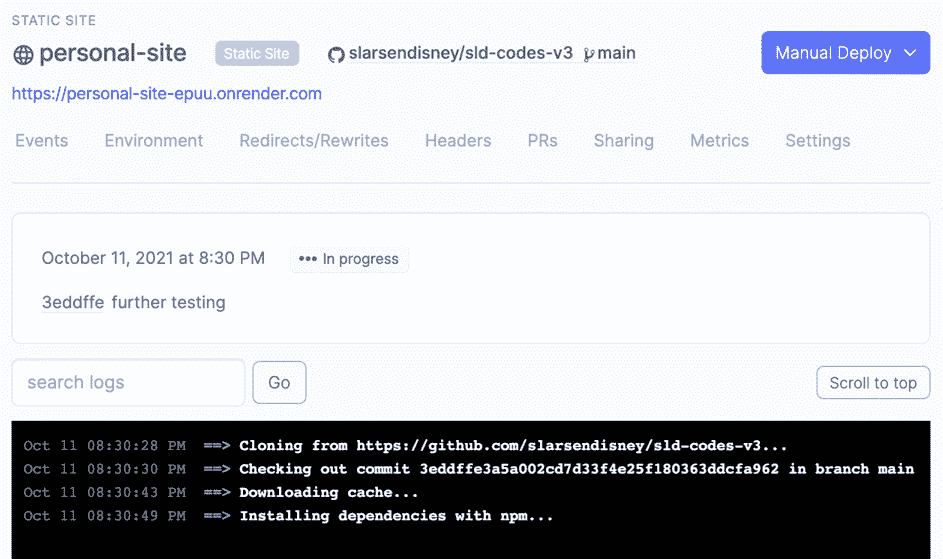 STATIC SITE
personal-site Static Site slarsendisney/sld-codes-v3 main Manual Deploy
https://personal-site-epuu.onrender.com
Events Environment Redirects/Rewrites Headers PRs Sharing Metrics Settings
October 11, 2021 at 8:30 PM ••• In progress
3eddffe further testing
search logs Go Scroll to top
Oct 11 08:30:28 PM ==> Cloning from https://github.com/slarsendisney/sld-codes-v3...
Oct 11 08:30:30 PM ==> Checking out commit 3eddffe3a5a002cd7d33f4e25f180363ddcfa962 in branch main
Oct 11 08:30:43 PM ==> Downloading cache...
Oct 11 08:30:49 PM ==> Installing dependencies with npm...